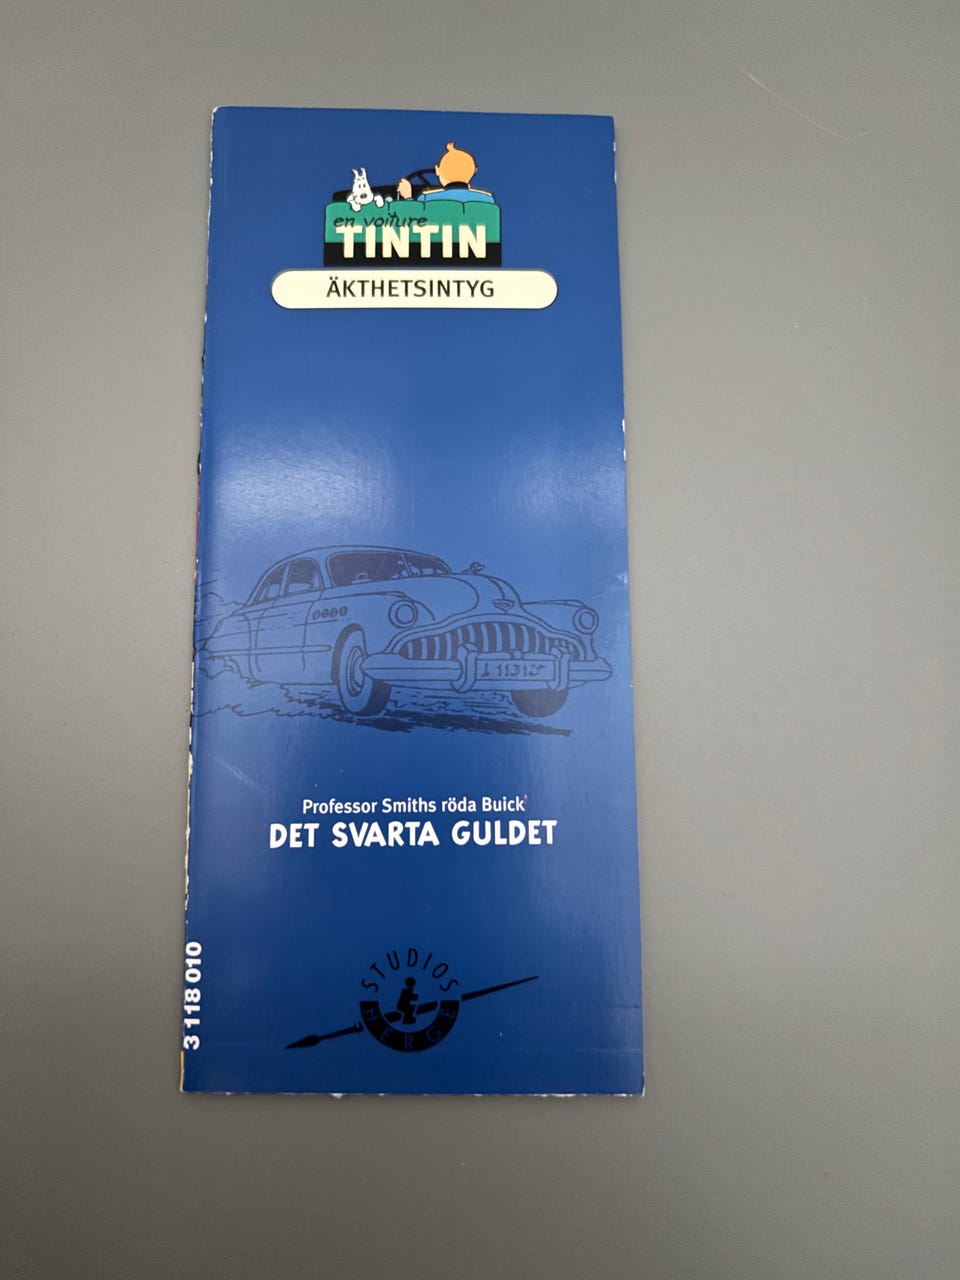 en voiture
TINTIN
ÄKTHETSINTYG
Professor Smiths röda Buick
DET SVARTA GULDET
STUDIOS
HERGE
3 118 010